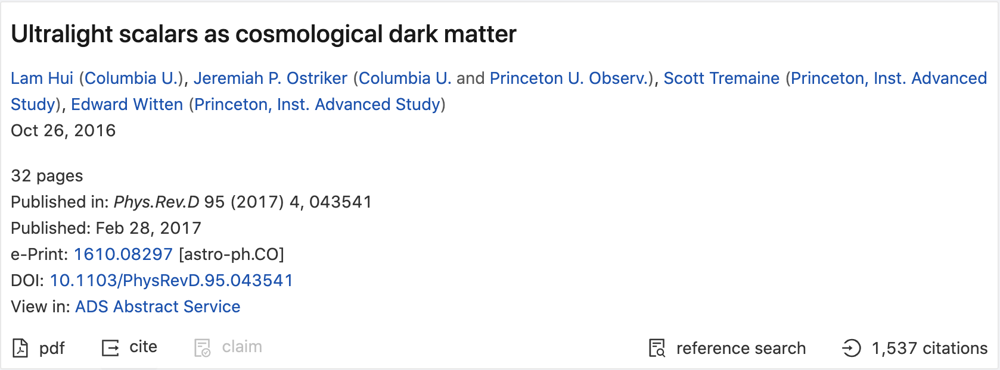 Ultralight scalars as cosmological dark matter
Lam Hui (Columbia U.), Jeremiah P. Ostriker (Columbia U. and Princeton U. Observ.), Scott Tremaine (Princeton, Inst. Advanced
Study), Edward Witten (Princeton, Inst. Advanced Study)
Oct 26, 2016
32 pages
Published in: Phys.Rev.D 95 (2017) 4, 043541
Published: Feb 28, 2017
e-Print: 1610.08297 [astro-ph.CO]
DOI: 10.1103/PhysRevD.95.043541
View in: ADS Abstract Service
pdf cite claim reference search 1,537 citations